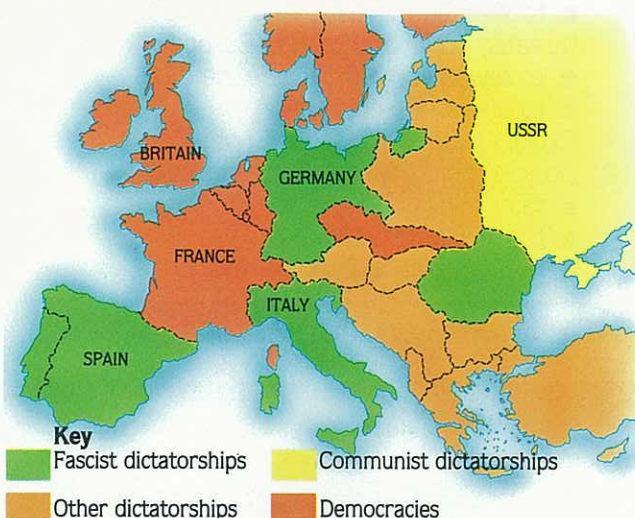 USSR
BRITAIN
GERMANY
FRANCE
ITALY
SPAIN
Key
Fascist dictatorships
Communist dictatorships
Other dictatorships
Democracies